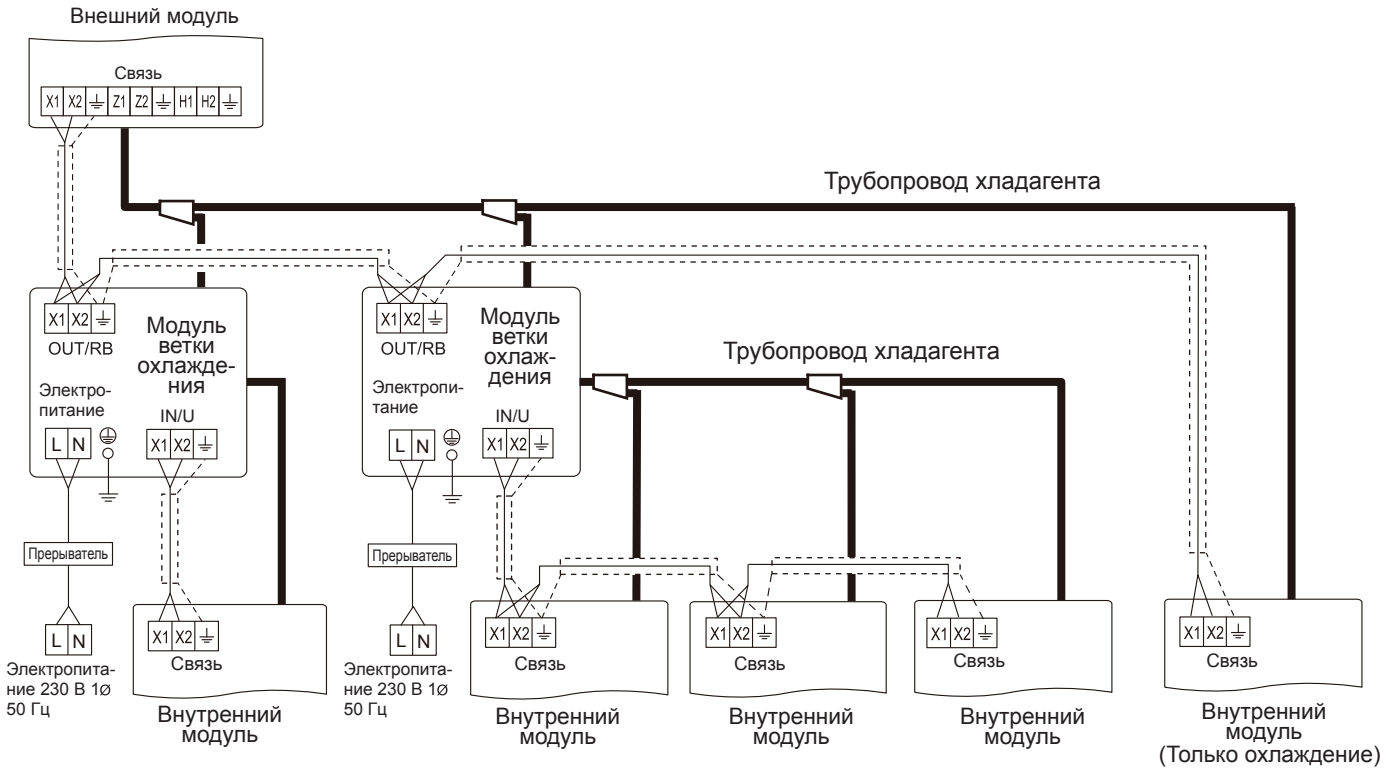 Внешний модуль
Связь
X1 X2 Z1 Z2 H1 H2
Трубопровод хладагента
X1 X2
OUT/RB
Модуль
ветки
охлажде-
ния
Электро-
питание
L N
IN/U
X1 X2
Прерыватель
L N
Электропита-
ние 230 В 1Ø
50 Гц
X1 X2
Связь
Внутренний
модуль
X1 X2
OUT/RB
Модуль
ветки
охлаж-
дения
Электропи-
тание
L N
IN/U
X1 X2
Трубопровод хладагента
Прерыватель
L N
Электропита-
ние 230 В 1Ø
50 Гц
X1 X2
Связь
Внутренний
модуль
X1 X2
Связь
Внутренний
модуль
X1 X2
Связь
Внутренний
модуль
X1 X2
Связь
Внутренний
модуль
(Только охлаждение)